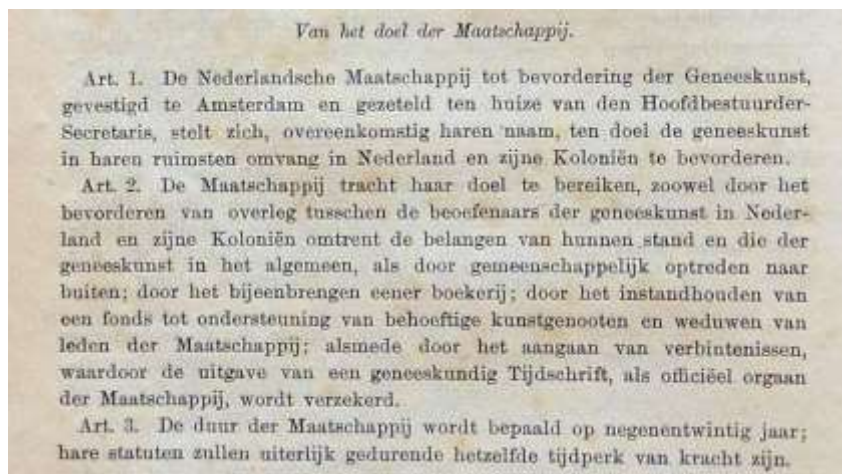 Van het doel der Maatschappij.
Art. 1. De Nederlandsche Maatschappij tot bevordering der Geneeskunst,
gevestigd te Amsterdam en gezeteld ten huize van den Hoofdbestuurder-
Secretaris, stelt zich, overeenkomstig haren naam, ten doel de geneeskunst
in haren ruimsten omvang in Nederland en zijne Koloniën te bevorderen.
Art. 2. De Maatschappij tracht haar doel te bereiken, zoowel door het
bevorderen van overleg tusschen de beoefenaars der geneeskunst in Neder-
land en zijne Koloniën omtrent de belangen van hunnen stand en die der
geneeskunst in het algemeen, als door gemeenschappelijk optreden naar
buiten; door het bijeenbrengen eener boekerij; door het instandhouden van
een fonds tot ondersteuning van behoeftige kunstgenooten en weduwen van
leden der Maatschappij; alsmede door het aangaan van verbintenissen,
waardoor de uitgave van een geneeskundig Tijdschrift, als officiëel orgaan
der Maatschappij, wordt verzekerd.
Art. 3. De duur der Maatschappij wordt bepaald op negenentwintig jaar;
hare statuten zullen uiterlijk gedurende hetzelfde tijdperk van kracht zijn.